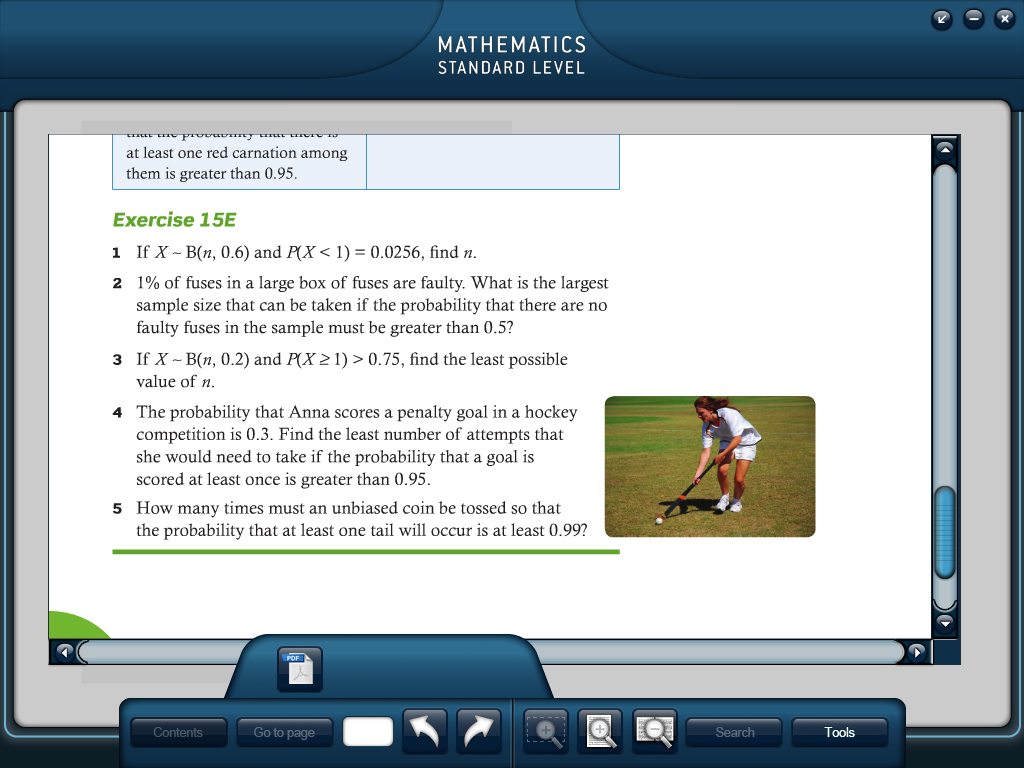 MATHEMATICS
STANDARD LEVEL
that the probability that there is
at least one red carnation among
them is greater than 0.95.
Exercise 15E
1 If X ~ B(n, 0.6) and P(X < 1) = 0.0256, find n.
2 1% of fuses in a large box of fuses are faulty. What is the largest
sample size that can be taken if the probability that there are no
faulty fuses in the sample must be greater than 0.5?
3 If X ~ B(n, 0.2) and P(X ≥ 1) > 0.75, find the least possible
value of n.
4 The probability that Anna scores a penalty goal in a hockey
competition is 0.3. Find the least number of attempts that
she would need to take if the probability that a goal is
scored at least once is greater than 0.95.
5 How many times must an unbiased coin be tossed so that
the probability that at least one tail will occur is at least 0.99?
PDF
Contents
Go to page
Search
Tools